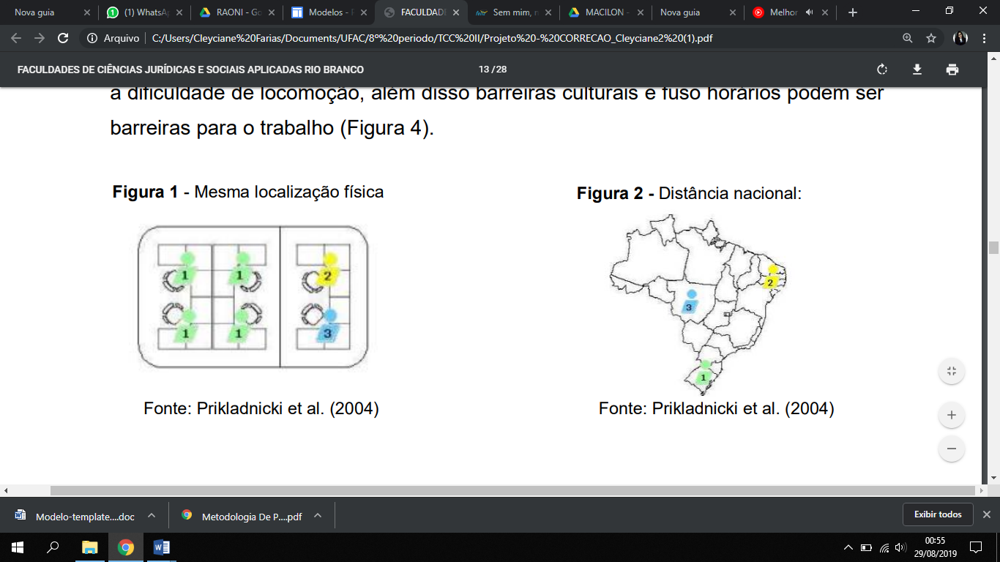 Nova guia
(1) WhatsA
RAONI - Go
Modelos - P
FACULDADE
Sem mim, n
MACILON -
Nova guia
Melhor
Arquivo
C:/Users/Cleyciane%20Farias/Documents/UFAC/8º%20periodo/TCC%20II/Projeto%20-%20CORRECAO_Cleyciane2%20(1).pdf
FACULDADES DE CIÊNCIAS JURÍDICAS E SOCIAIS APLICADAS RIO BRANCO
13 / 28
a dificuldade de locomoção, além disso barreiras culturais e fuso horários podem ser
barreiras para o trabalho (Figura 4).
Figura 1 - Mesma localização física
1 1 2
1 1 3
Fonte: Prikladnicki et al. (2004)
Figura 2 - Distância nacional:
2
3
1
Fonte: Prikladnicki et al. (2004)
Modelo-template....doc
Metodologia De P....pdf
Exibir todos
00:55
29/08/2019